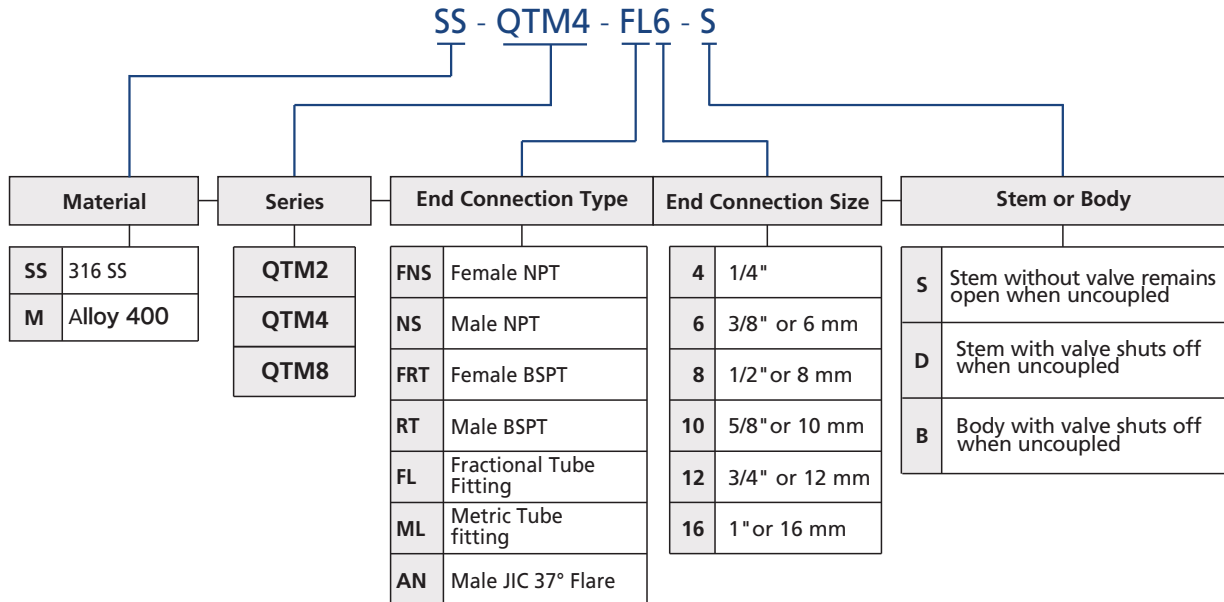 SS - QTM4 - FL6 - S
Material
SS 316 SS
M Alloy 400
Series
QTM2
QTM4
QTM8
End Connection Type
FNS Female NPT
NS Male NPT
FRT Female BSPT
RT Male BSPT
FL Fractional Tube
Fitting
ML Metric Tube
fitting
AN Male JIC 37° Flare
End Connection Size
4 1/4"
6 3/8" or 6 mm
8 1/2"or 8 mm
10 5/8"or 10 mm
12 3/4" or 12 mm
16 1"or 16 mm
Stem or Body
S Stem without valve remains
open when uncoupled
D Stem with valve shuts off
when uncoupled
B Body with valve shuts off
when uncoupled